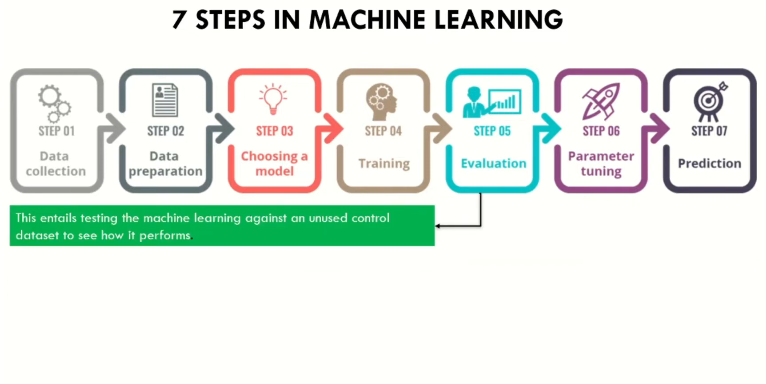 7 STEPS IN MACHINE LEARNING
STEP 01
Data
collection
STEP 02
Data
preparation
STEP 03
Choosing a
model
STEP 04
Training
STEP 05
Evaluation
STEP 06
Parameter
tuning
STEP 07
Prediction
This entails testing the machine learning against an unused control
dataset to see how it performs.